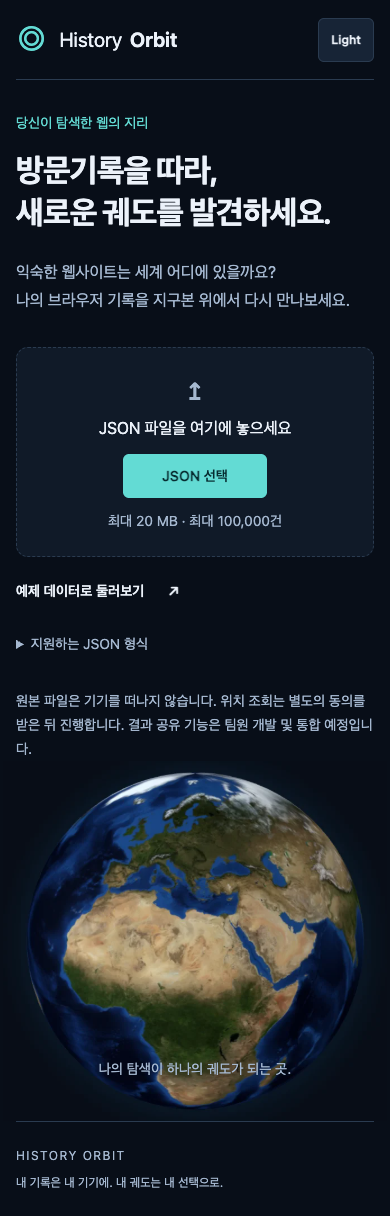 History Orbit
Light
당신이 탐색한 웹의 지리
방문기록을 따라,
새로운 궤도를 발견하세요.
익숙한 웹사이트는 세계 어디에 있을까요?
나의 브라우저 기록을 지구본 위에서 다시 만나보세요.
↥
JSON 파일을 여기에 놓으세요
JSON 선택
최대 20 MB · 최대 100,000건
예제 데이터로 둘러보기 ↗
▶ 지원하는 JSON 형식
원본 파일은 기기를 떠나지 않습니다. 위치 조회는 별도의 동의를
받은 뒤 진행합니다. 결과 공유 기능은 팀원 개발 및 통합 예정입니
다.
나의 탐색이 하나의 궤도가 되는 곳.
HISTORY ORBIT
내 기록은 내 기기에. 내 궤도는 내 선택으로.